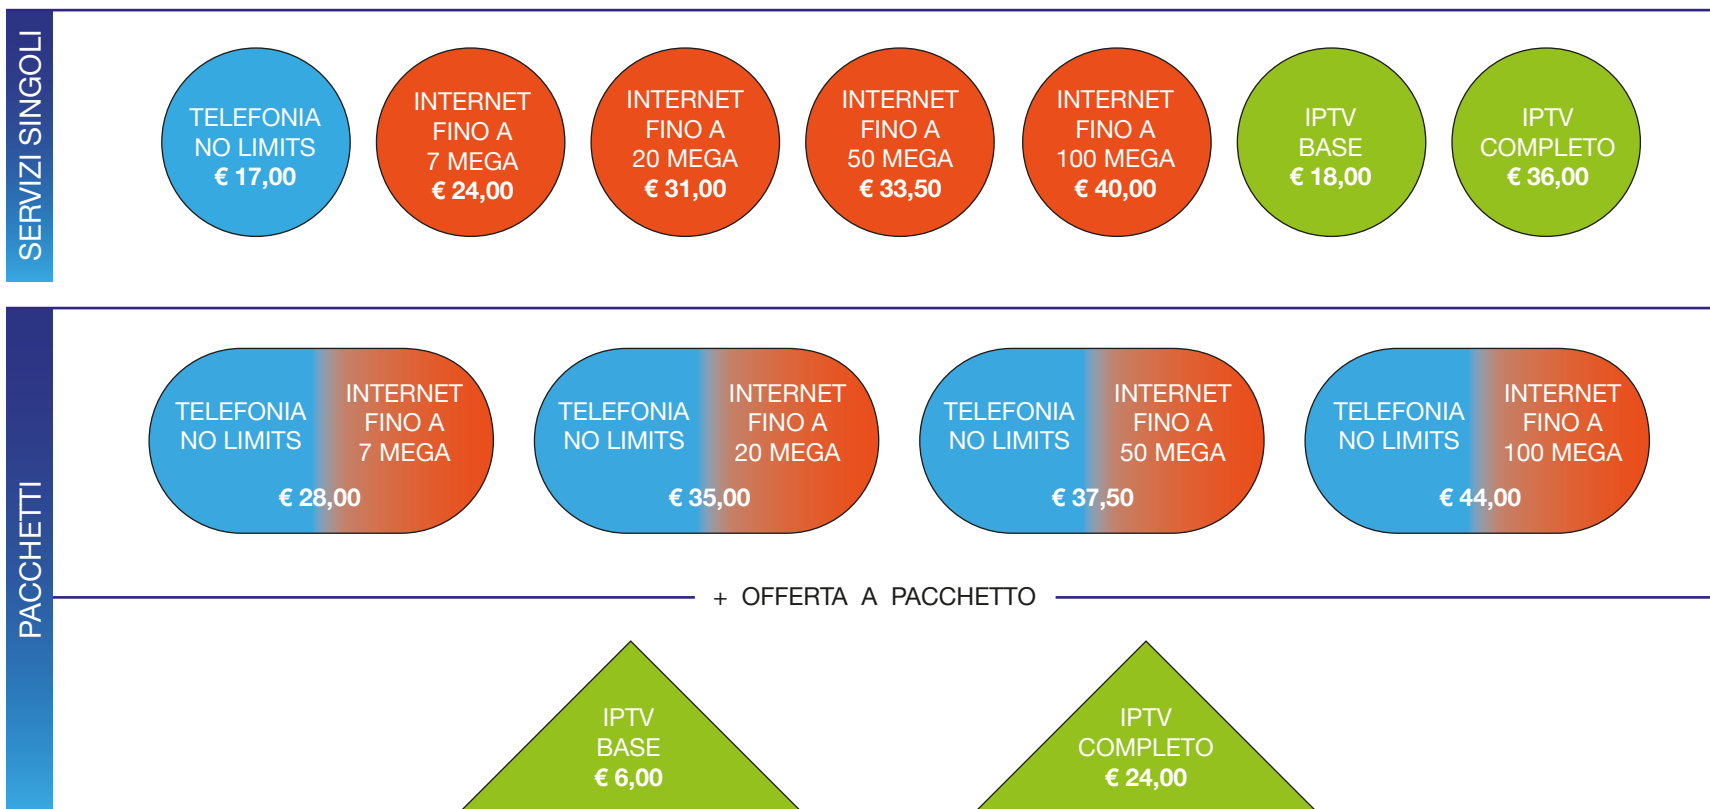 SERVIZI SINGOLI
TELEFONIA
NO LIMITS
€ 17,00
INTERNET
FINO A
7 MEGA
€ 24,00
INTERNET
FINO A
20 MEGA
€ 31,00
INTERNET
FINO A
50 MEGA
€ 33,50
INTERNET
FINO A
100 MEGA
€ 40,00
IPTV
BASE
€ 18,00
IPTV
COMPLETO
€ 36,00
PACCHETTI
TELEFONIA
NO LIMITS
INTERNET
FINO A
7 MEGA
€ 28,00
TELEFONIA
NO LIMITS
INTERNET
FINO A
20 MEGA
€ 35,00
TELEFONIA
NO LIMITS
INTERNET
FINO A
50 MEGA
€ 37,50
TELEFONIA
NO LIMITS
INTERNET
FINO A
100 MEGA
€ 44,00
+ OFFERTA A PACCHETTO
IPTV
BASE
€ 6,00
IPTV
COMPLETO
€ 24,00